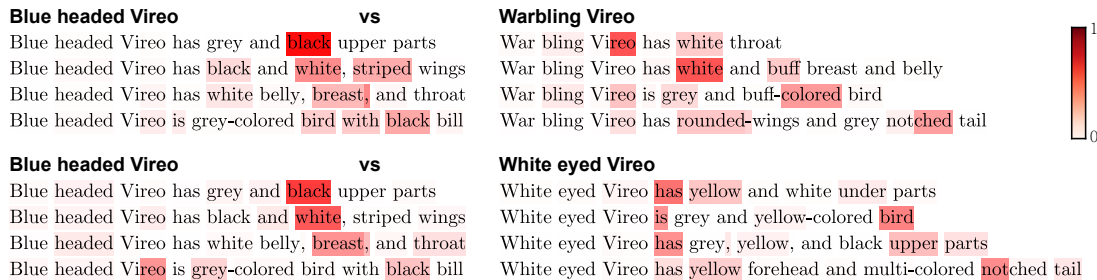 Blue headed Vireo vs Warbling Vireo
Blue headed Vireo has grey and black upper parts
Blue headed Vireo has black and white, striped wings
Blue headed Vireo has white belly, breast, and throat
Blue headed Vireo is grey-colored bird with black bill
War bling Vireo has white throat
War bling Vireo has white and buff breast and belly
War bling Vireo is grey and buff-colored bird
War bling Vireo has rounded-wings and grey notched tail
1
0
Blue headed Vireo vs White eyed Vireo
Blue headed Vireo has grey and black upper parts
Blue headed Vireo has black and white, striped wings
Blue headed Vireo has white belly, breast, and throat
Blue headed Vireo is grey-colored bird with black bill
White eyed Vireo has yellow and white under parts
White eyed Vireo is grey and yellow-colored bird
White eyed Vireo has grey, yellow, and black upper parts
White eyed Vireo has yellow forehead and multi-colored notched tail